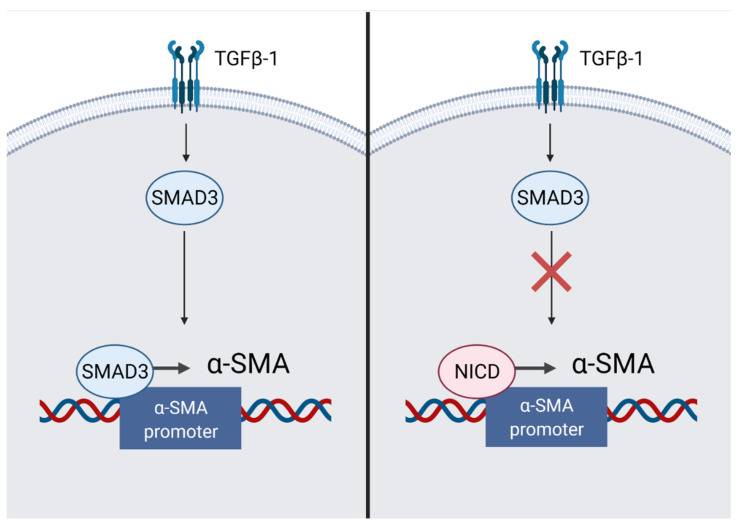 TGFβ-1
SMAD3
SMAD3
α-SMA
α-SMA
promoter
TGFβ-1
SMAD3
NICD
α-SMA
α-SMA
promoter